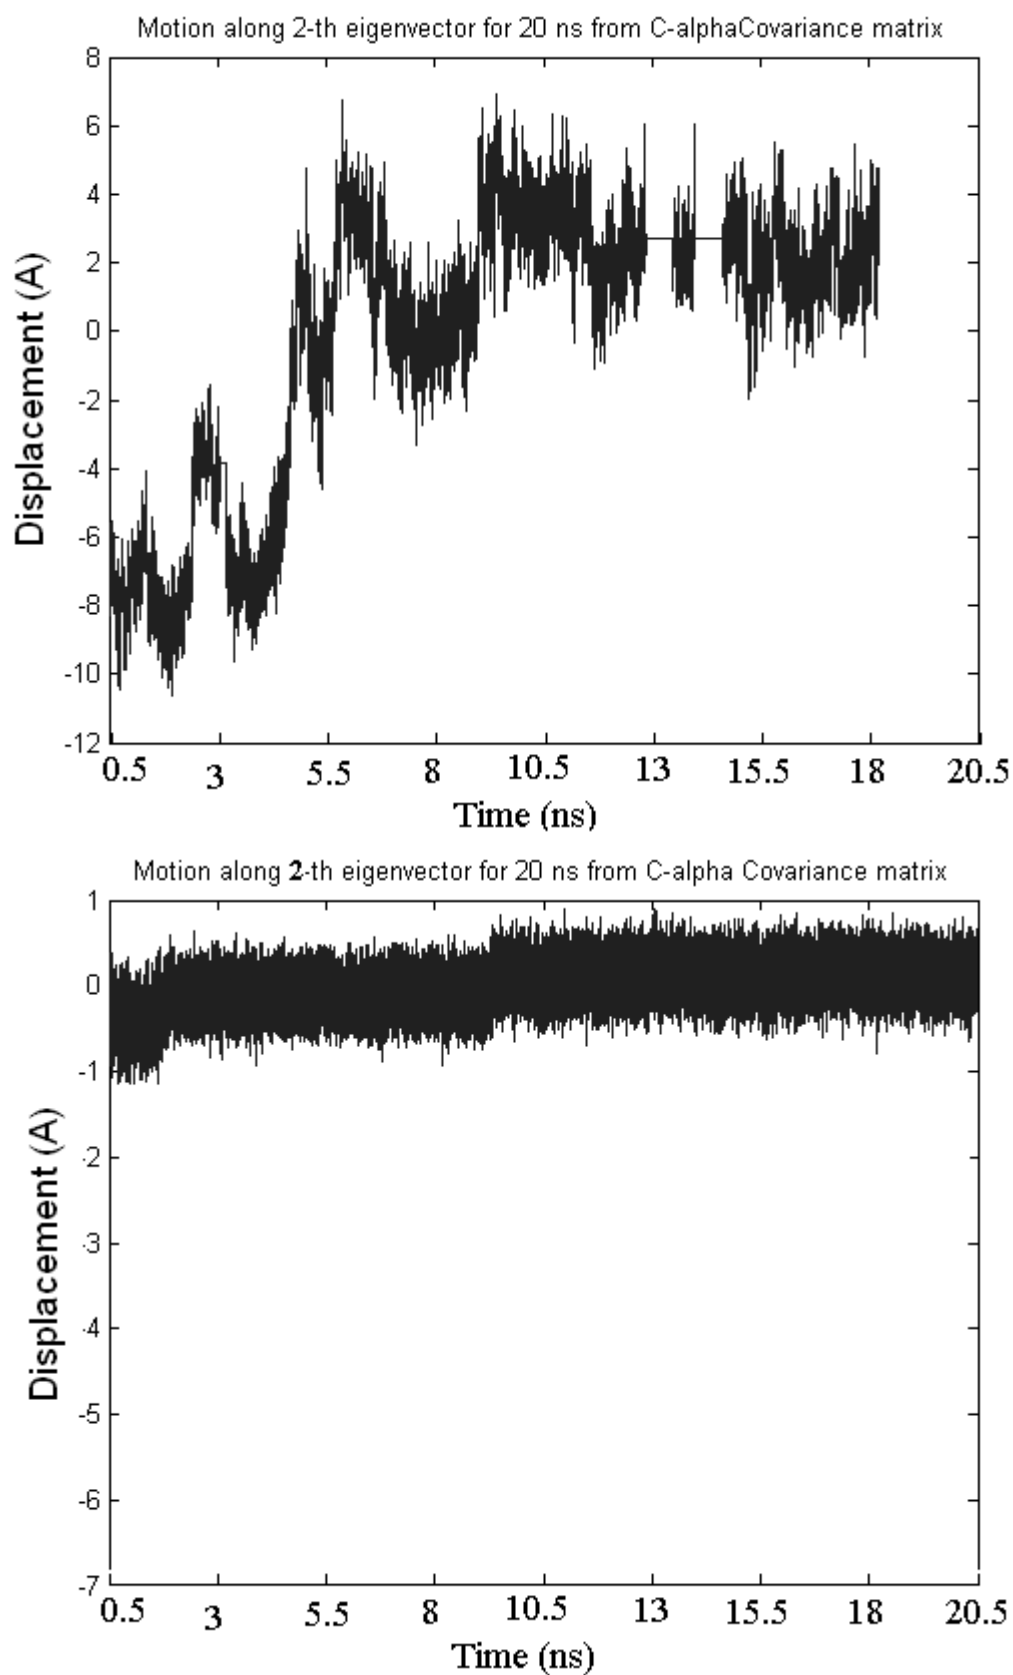 Motion along 2-th eigenvector for 20 ns from C-alphaCovariance matrix
8
6
4
2
0
-2
-4
-6
-8
-10
-12
Displacement (A)
0.5 3 5.5 8 10.5 13 15.5 18 20.5
Time (ns)
Motion along 2-th eigenvector for 20 ns from C-alpha Covariance matrix
1
0
-1
-2
-3
-4
-5
-6
-7
Displacement (A)
0.5 3 5.5 8 10.5 13 15.5 18 20.5
Time (ns)